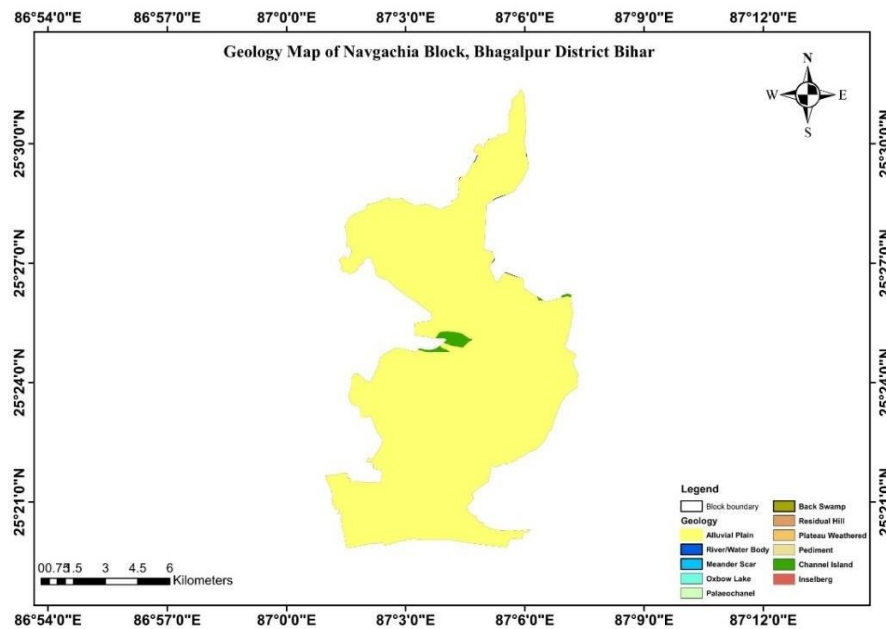 86°54'0"E 86°57'0"E 87°0'0"E 87°3'0"E 87°6'0"E 87°9'0"E 87°12'0"E
Geology Map of Navgachia Block, Bhagalpur District Bihar
N
W E
S
25°30'0"N 25°30'0"N
25°27'0"N 25°27'0"N
25°24'0"N 25°24'0"N
25°21'0"N 25°21'0"N
Legend
Block boundary
Geology
Alluvial Plain
River/Water Body
Meander Scar
Oxbow Lake
Palaeochanel
Back Swamp
Residual Hill
Plateau Weathered
Pediment
Channel Island
Inselberg
00.751.5 3 4.5 6
Kilometers
86°54'0"E 86°57'0"E 87°0'0"E 87°3'0"E 87°6'0"E 87°9'0"E 87°12'0"E